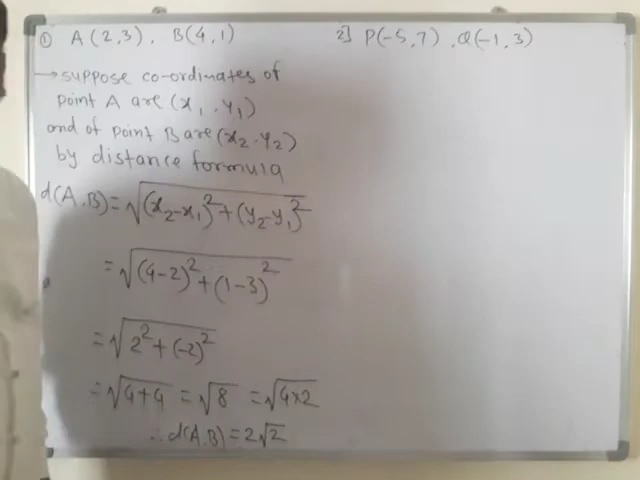 ① A(2,3), B(4,1)
→ suppose co-ordinates of
point A are (x₁, y₁)
and of point B are (x₂, y₂)
by distance formula
d(A,B) = √((x₂-x₁)² + (y₂-y₁)²)
= √((4-2)² + (1-3)²)
= √(2² + (-2)²)
= √(4+4) = √8 = √(4×2)
∴ d(A,B) = 2√2
2] P(-5,7), Q(-1,3)